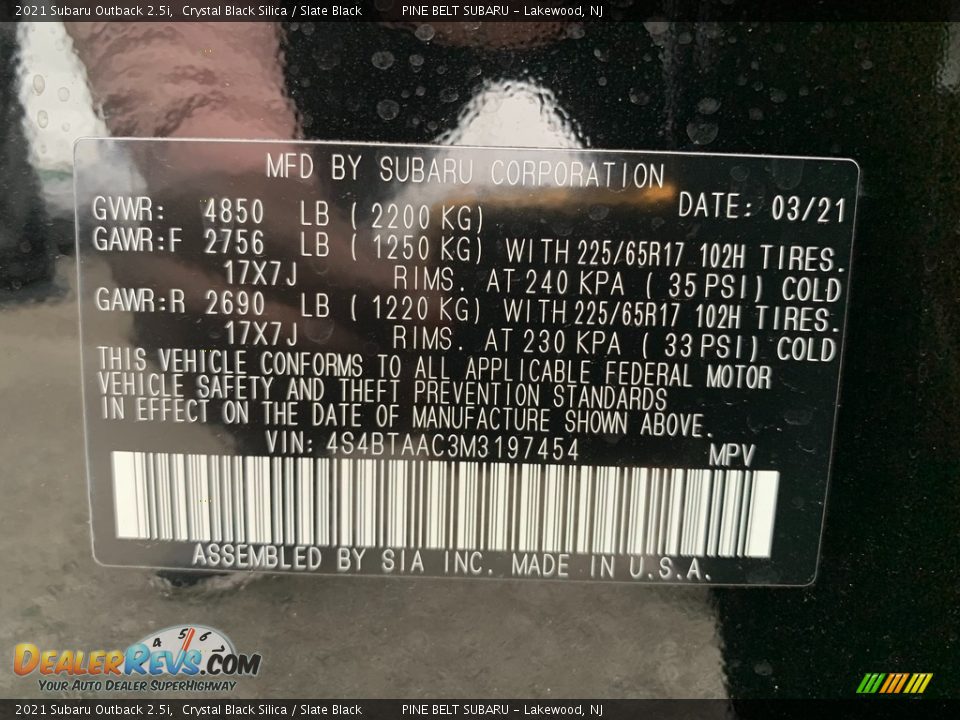 2021 Subaru Outback 2.5i, Crystal Black Silica / Slate Black PINE BELT SUBARU - Lakewood, NJ
MFD BY SUBARU CORPORATION
GVWR: 4850 LB ( 2200 KG) DATE: 03/21
GAWR:F 2756 LB ( 1250 KG) WITH 225/65R17 102H TIRES.
17X7J RIMS. AT 240 KPA ( 35 PSI) COLD
GAWR:R 2690 LB ( 1220 KG) WITH 225/65R17 102H TIRES.
17X7J RIMS. AT 230 KPA ( 33 PSI) COLD
THIS VEHICLE CONFORMS TO ALL APPLICABLE FEDERAL MOTOR
VEHICLE SAFETY AND THEFT PREVENTION STANDARDS
IN EFFECT ON THE DATE OF MANUFACTURE SHOWN ABOVE.
VIN: 4S4BTAAC3M3197454 MPV
ASSEMBLED BY SIA INC. MADE IN U.S.A.
4 5 6
DEALERREVS.COM
YOUR AUTO DEALER SUPERHIGHWAY
2021 Subaru Outback 2.5i, Crystal Black Silica / Slate Black PINE BELT SUBARU - Lakewood, NJ